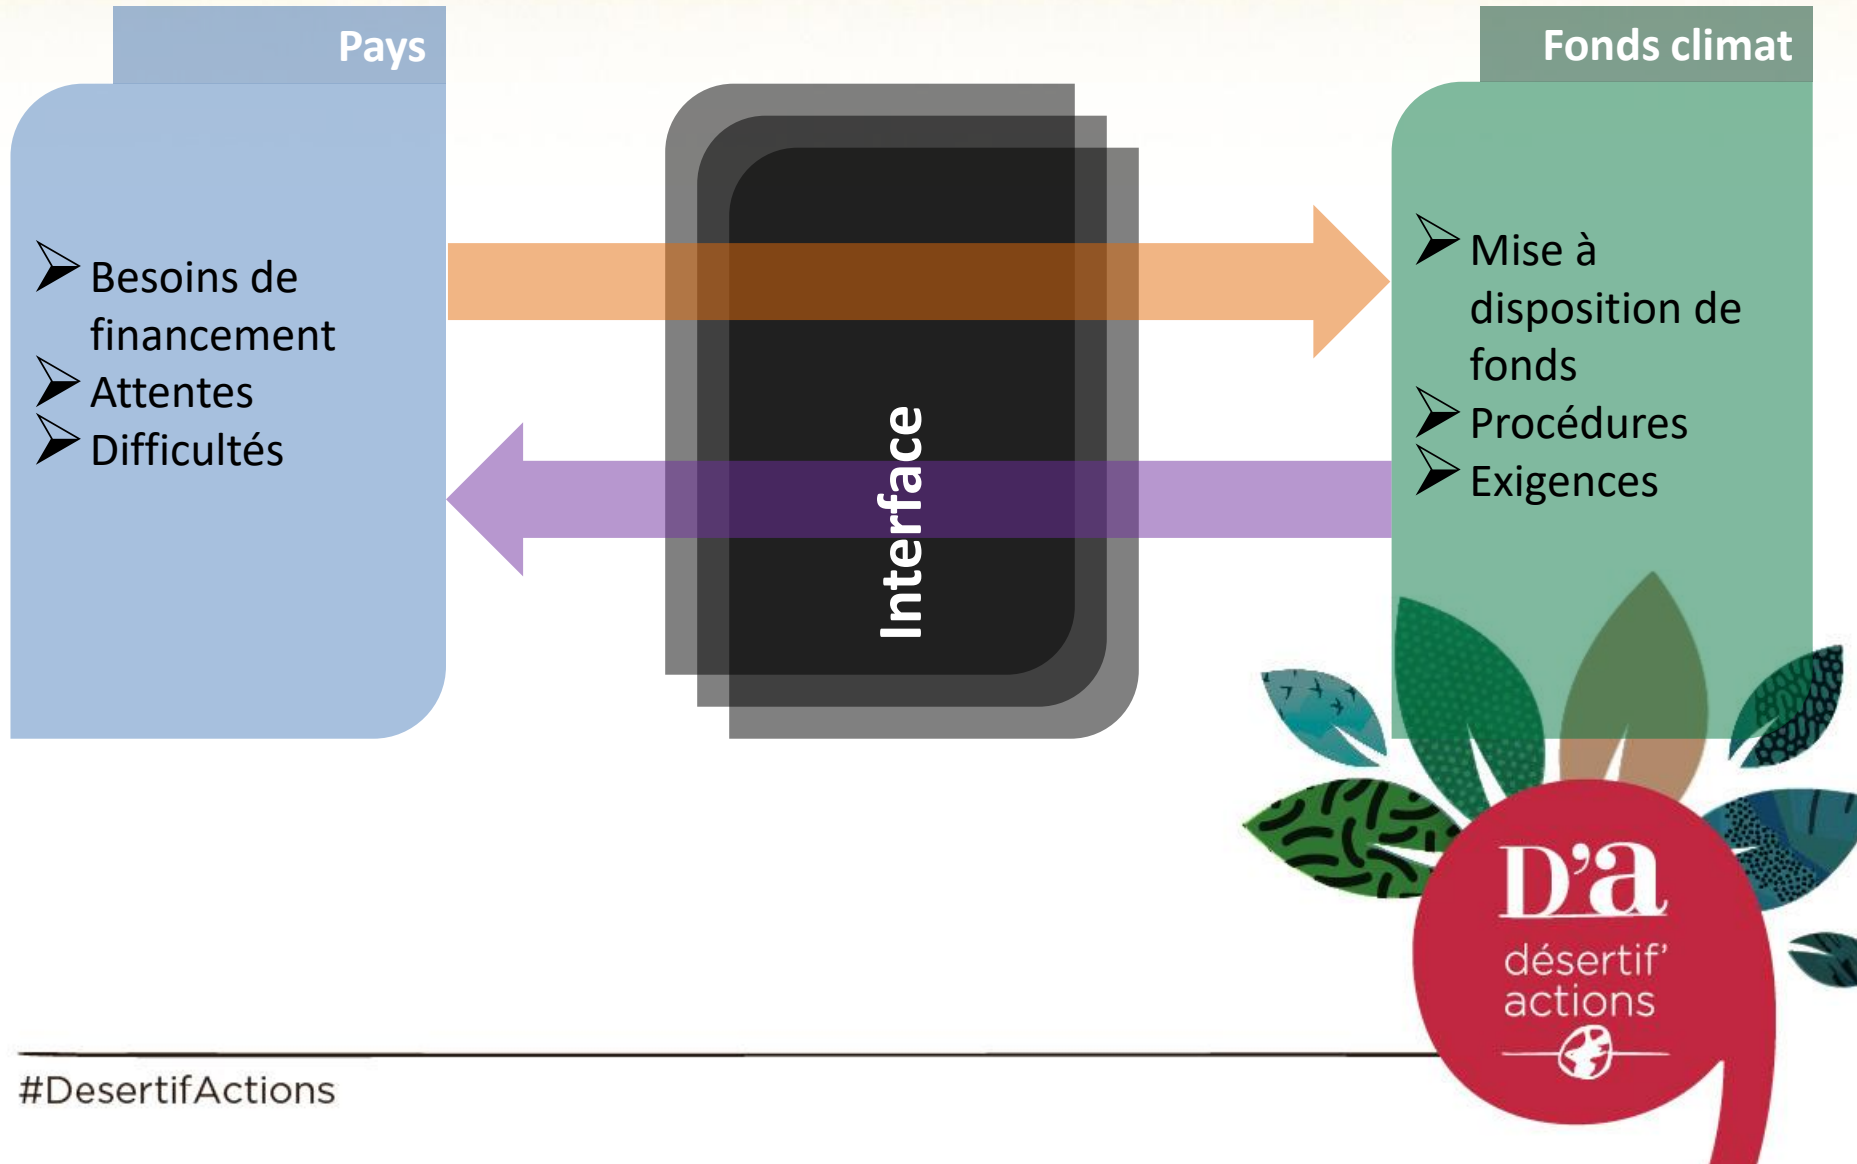 Pays
Besoins de
financement
Attentes
Difficultés
Interface
Fonds climat
Mise à
disposition de
fonds
Procédures
Exigences
D'a
désertif'
actions
#DesertifActions